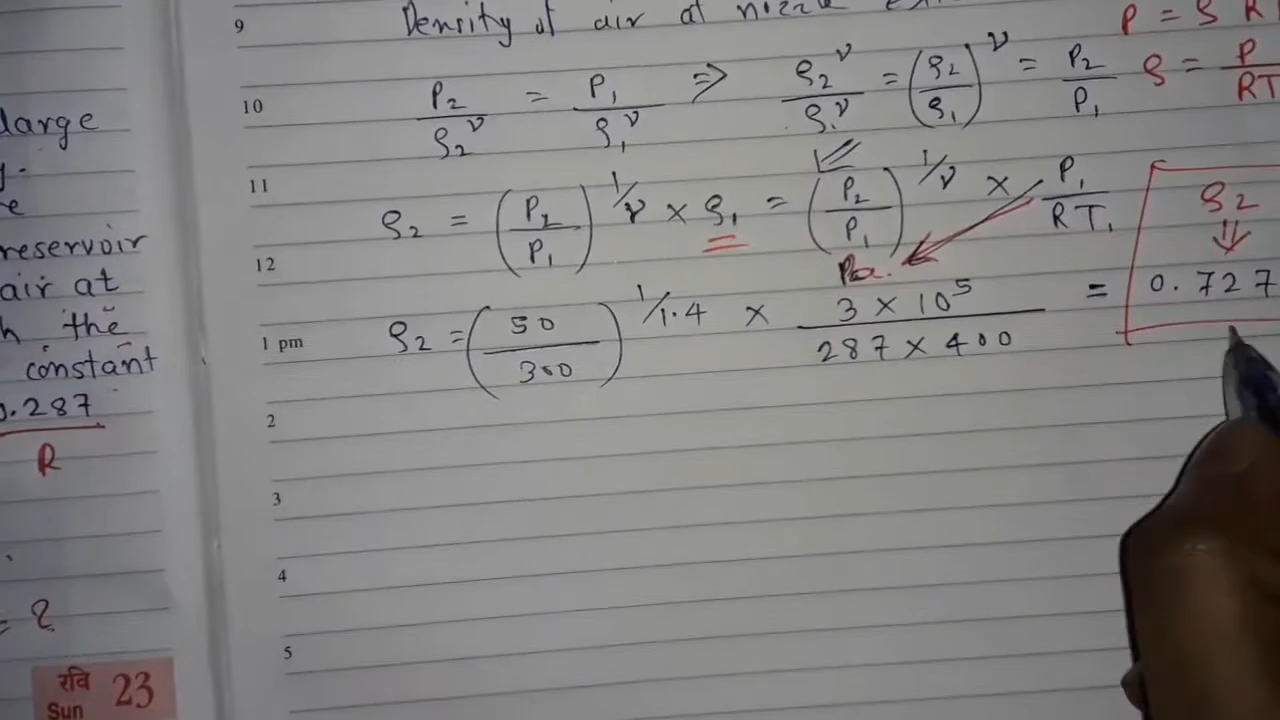 large
reservoir
air at
the
constant
0.287
R
= ?
रवि 23
Sun
9 Density of air at nozzle
P = ρ R
10 P₂/ρ₂^γ = P₁/ρ₁^γ ⇒ ρ₂^γ/ρ₁^γ = (ρ₂/ρ₁)^γ = P₂/P₁
ρ = P/RT
11 ρ₂ = (P₂/P₁)^1/γ × ρ₁ = (P₂/P₁)^1/γ × P₁/RT₁
12 Pa.
ρ₂ ⇓
1 pm ρ₂ = (50/300)^1/1.4 × 3 × 10⁵/287 × 400 = 0.727
2
3
4
5